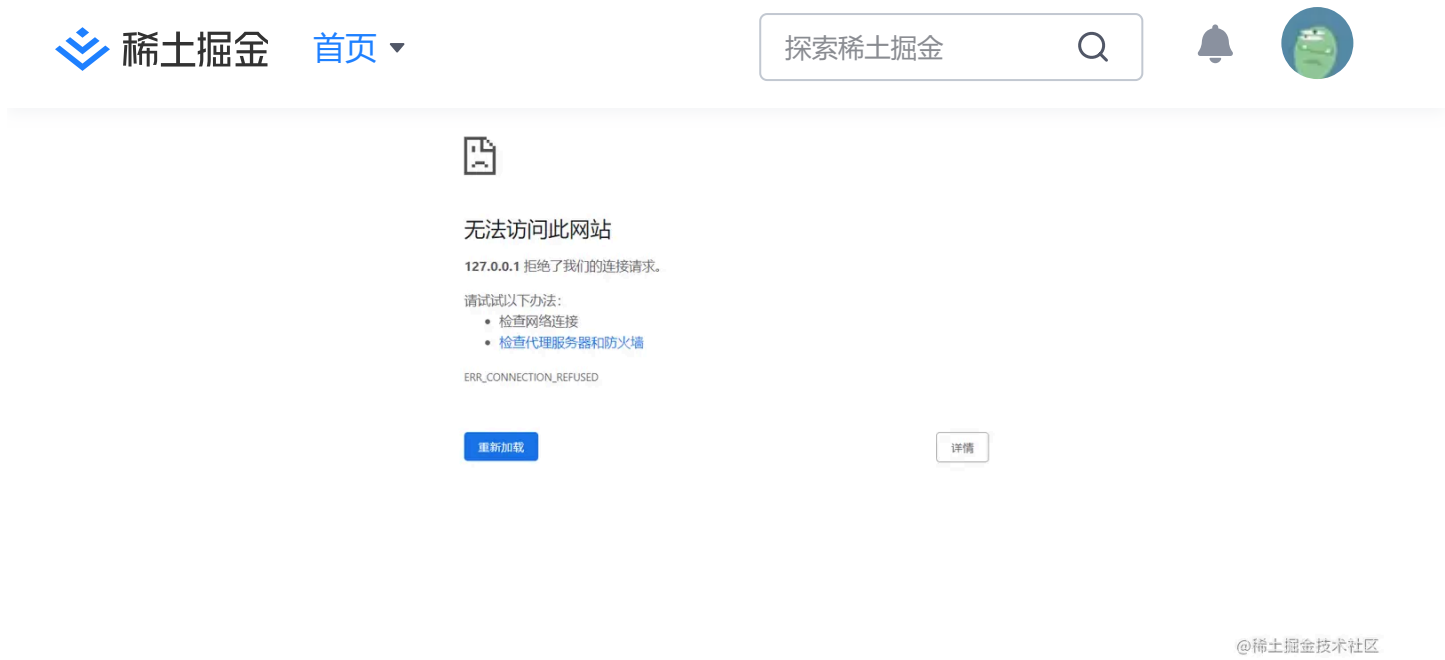 稀土掘金 首页 探索稀土掘金
无法访问此网站
127.0.0.1 拒绝了我们的连接请求。
请试试以下办法：
• 检查网络连接
• 检查代理服务器和防火墙
ERR_CONNECTION_REFUSED
重新加载 详情
@稀土掘金技术社区